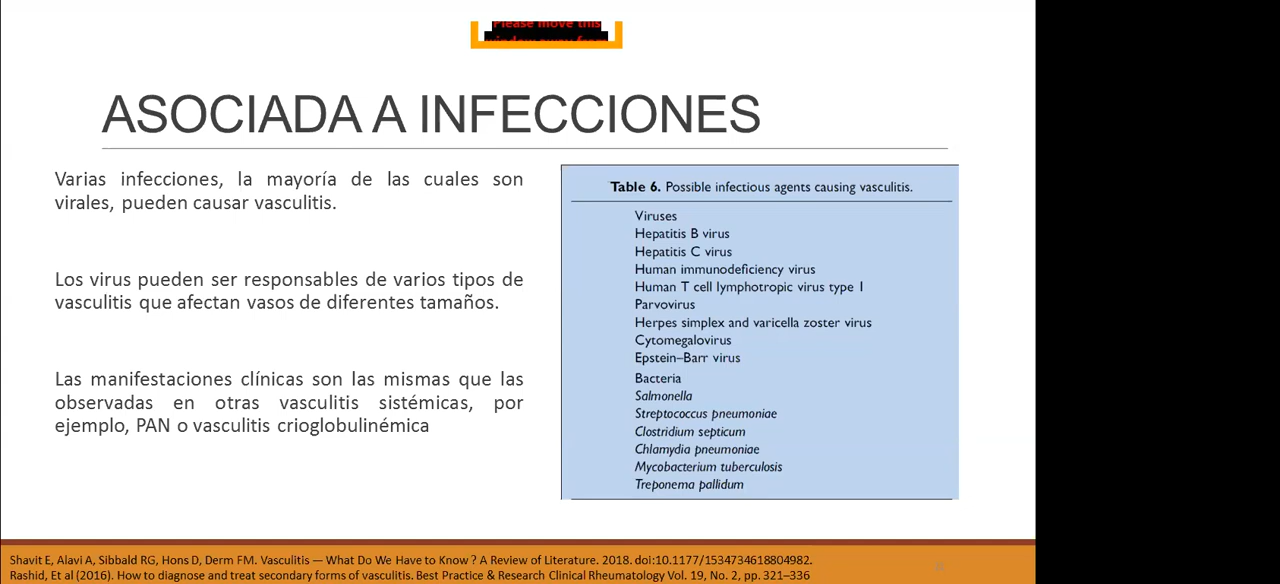 Please move this
ASOCIADA A INFECCIONES
Varias infecciones, la mayoría de las cuales son
virales, pueden causar vasculitis.
Los virus pueden ser responsables de varios tipos de
vasculitis que afectan vasos de diferentes tamaños.
Las manifestaciones clínicas son las mismas que las
observadas en otras vasculitis sistémicas, por
ejemplo, PAN o vasculitis crioglobulinémica
Table 6. Possible infectious agents causing vasculitis.
Viruses
Hepatitis B virus
Hepatitis C virus
Human immunodeficiency virus
Human T cell lymphotropic virus type 1
Parvovirus
Herpes simplex and varicella zoster virus
Cytomegalovirus
Epstein–Barr virus
Bacteria
Salmonella
Streptococcus pneumoniae
Clostridium septicum
Chlamydia pneumoniae
Mycobacterium tuberculosis
Treponema pallidum
Shavit E, Alavi A, Sibbald RG, Hons D, Derm FM. Vasculitis — What Do We Have to Know ? A Review of Literature. 2018. doi:10.1177/1534734618804982.
Rashid, Et al (2016). How to diagnose and treat secondary forms of vasculitis. Best Practice & Research Clinical Rheumatology Vol. 19, No. 2, pp. 321–336